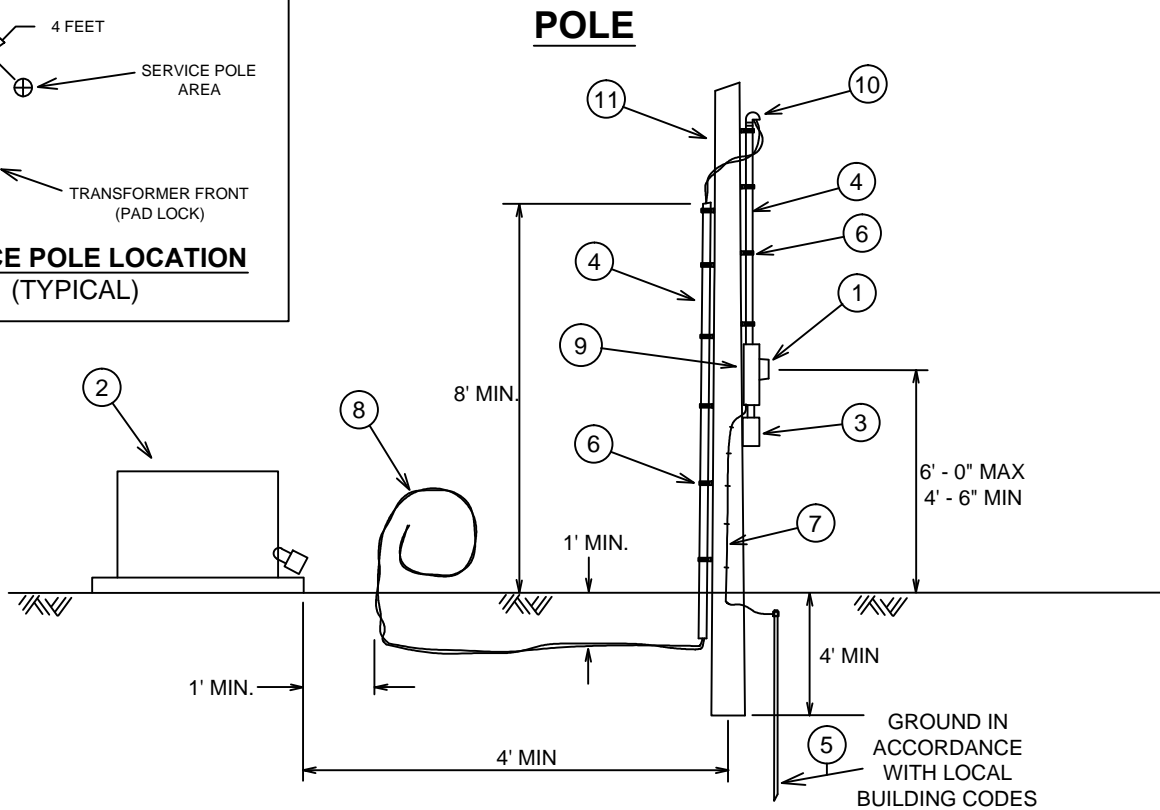 4 FEET
SERVICE POLE
AREA
TRANSFORMER FRONT
(PAD LOCK)
POLE LOCATION
(TYPICAL)
POLE
11
10
4
6
4
1
9
8' MIN.
2
8
3
6
6' - 0" MAX
4' - 6" MIN
1' MIN.
7
4' MIN
1' MIN.
4' MIN
5
GROUND IN
ACCORDANCE
WITH LOCAL
BUILDING CODES